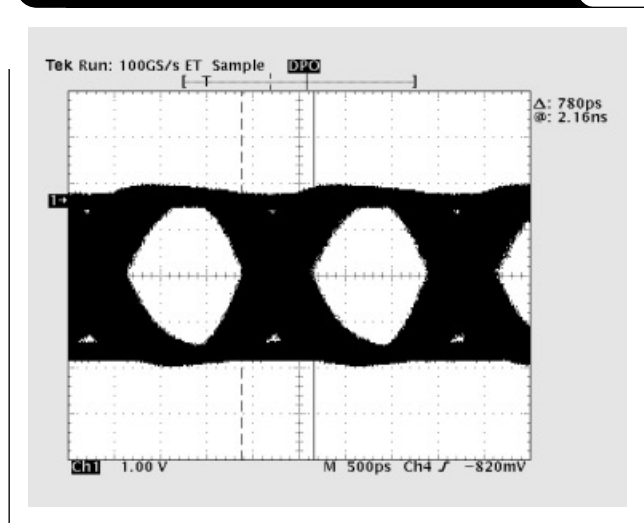 Tek Run: 100GS/s ET Sample DPO
[ T ]
Δ: 780ps
@: 2.16ns
1→
Ch1 1.00 V M 500ps Ch4 ƒ −820mV